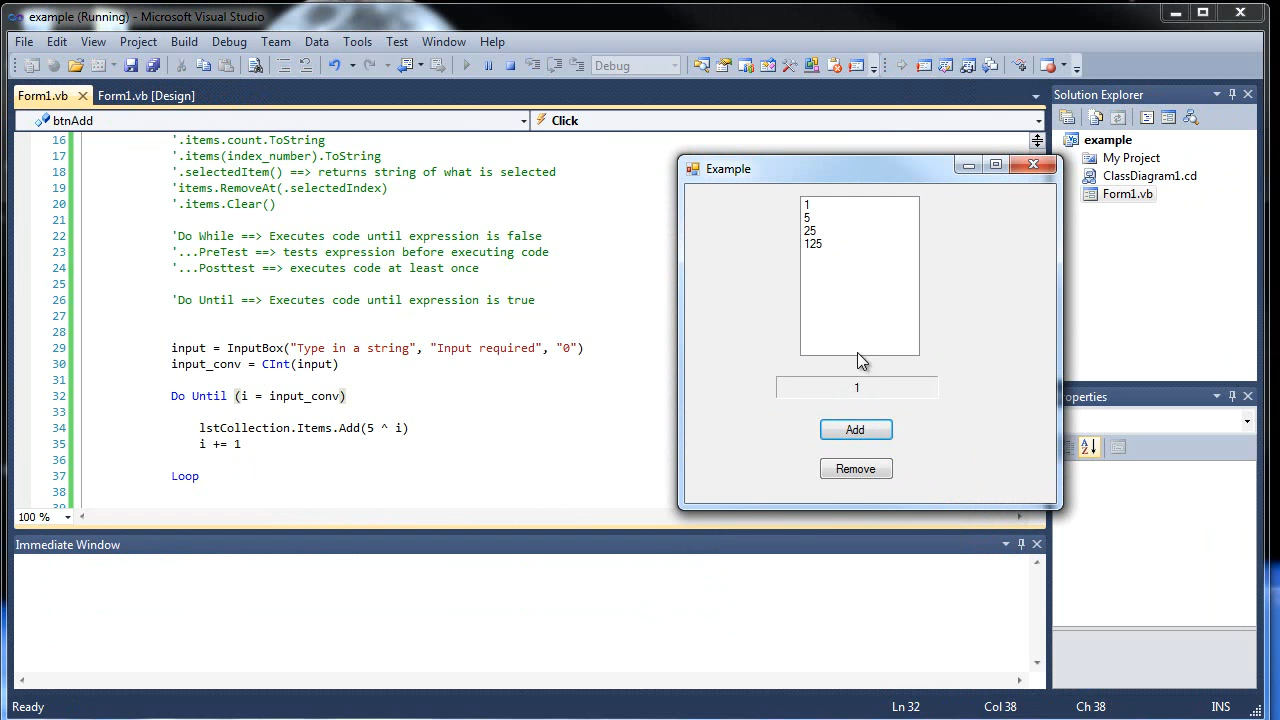 example (Running) - Microsoft Visual Studio
File Edit View Project Build Debug Team Data Tools Test Window Help
Debug
Form1.vb Form1.vb [Design]
btnAdd Click
16 '.items.count.ToString
17 '.items(index_number).ToString
18 '.selectedItem() ==> returns string of what is selected
19 'items.RemoveAt(.selectedIndex)
20 '.items.Clear()
21
22 'Do While ==> Executes code until expression is false
23 '...PreTest ==> tests expression before executing code
24 '...Posttest ==> executes code at least once
25
26 'Do Until ==> Executes code until expression is true
27
28
29 input = InputBox("Type in a string", "Input required", "0")
30 input_conv = CInt(input)
31
32 Do Until (i = input_conv)
33
34 lstCollection.Items.Add(5 ^ i)
35 i += 1
36
37 Loop
38
39
100 %
Example
1
5
25
125
1
Add
Remove
Solution Explorer
example
My Project
ClassDiagram1.cd
Form1.vb
operties
Immediate Window
Ready Ln 32 Col 38 Ch 38 INS